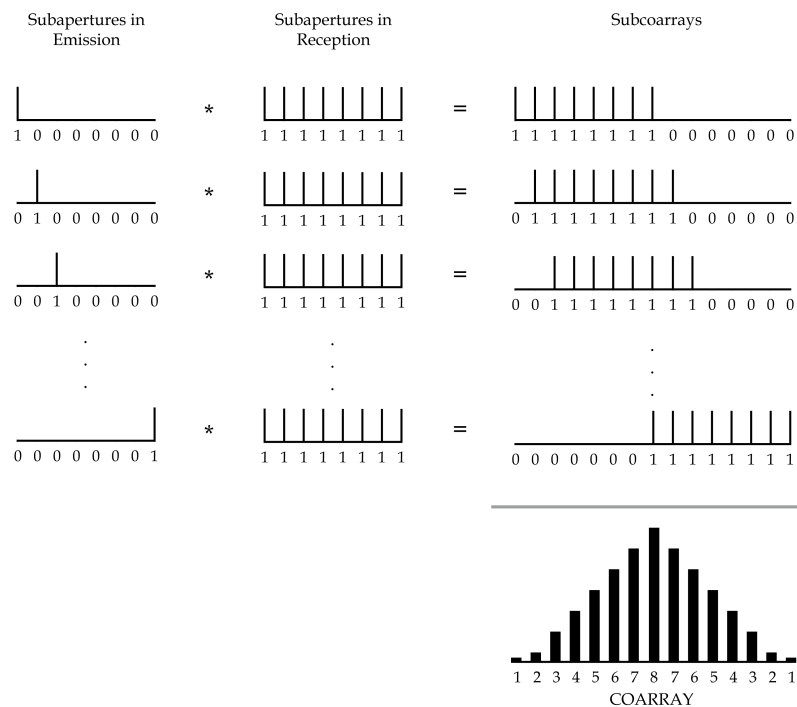 Subapertures in
Emission
Subapertures in
Reception
Subcoarrays
* =
1 0 0 0 0 0 0 0
1 1 1 1 1 1 1 1
1 1 1 1 1 1 1 1 0 0 0 0 0 0 0
* =
0 1 0 0 0 0 0 0
1 1 1 1 1 1 1 1
0 1 1 1 1 1 1 1 1 0 0 0 0 0 0
* =
0 0 1 0 0 0 0 0
1 1 1 1 1 1 1 1
0 0 1 1 1 1 1 1 1 1 0 0 0 0 0
* =
0 0 0 0 0 0 0 1
1 1 1 1 1 1 1 1
0 0 0 0 0 0 0 1 1 1 1 1 1 1 1
1 2 3 4 5 6 7 8 7 6 5 4 3 2 1
COARRAY